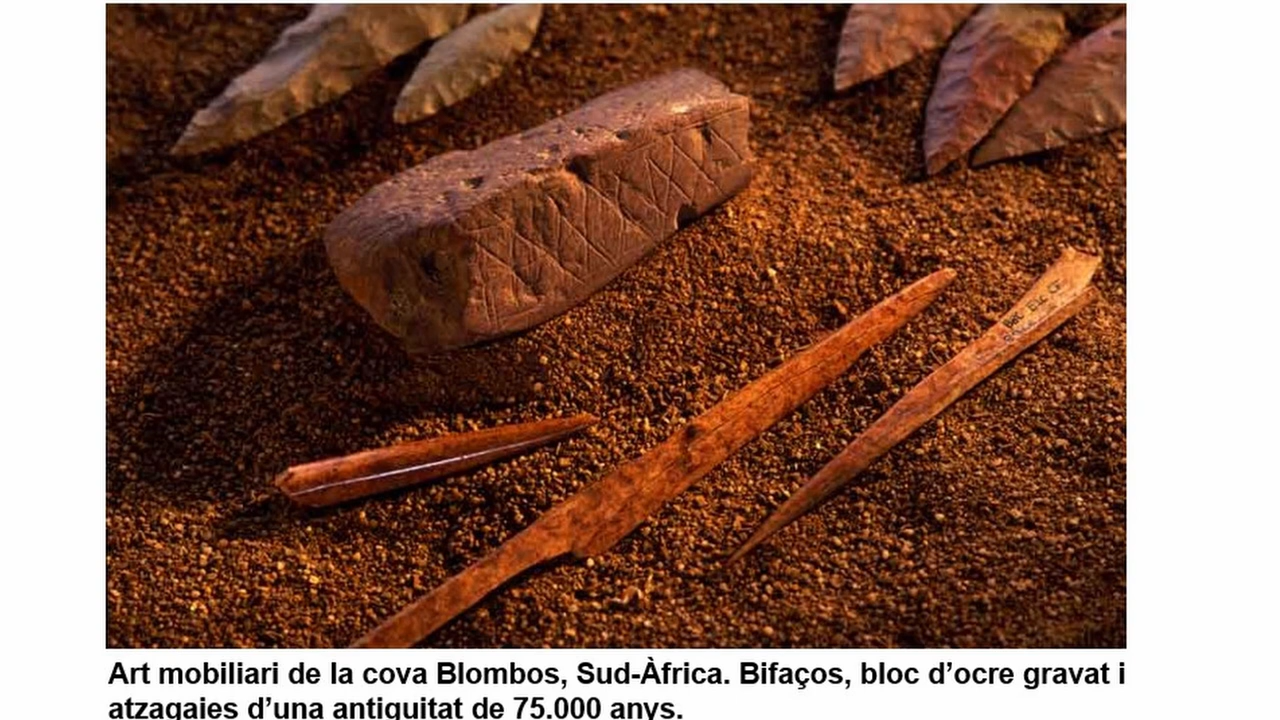 Art mobiliari de la cova Blombos, Sud-Àfrica. Bifaços, bloc d’ocre gravat i
atzagaies d’una antiguitat de 75.000 anys.